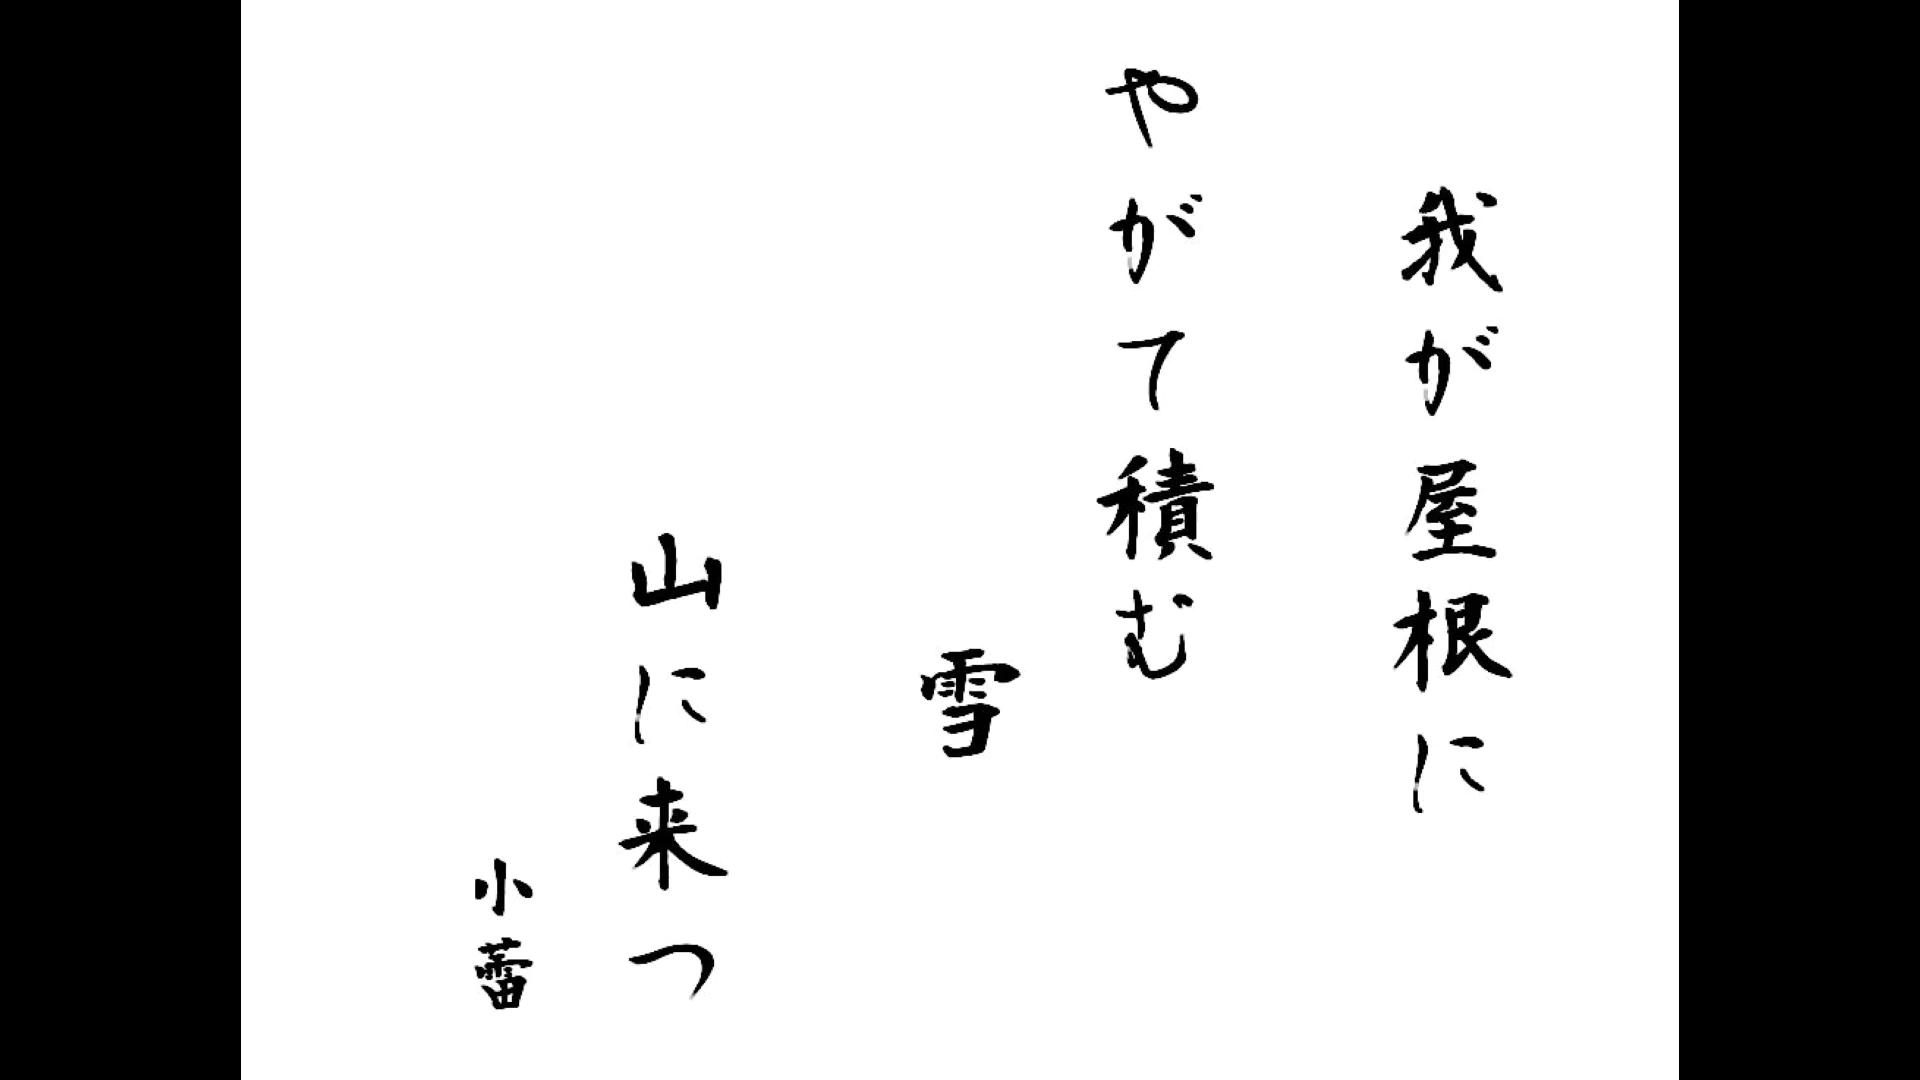 我が屋根に
やがて積む
雪
山に来つ
小蕾